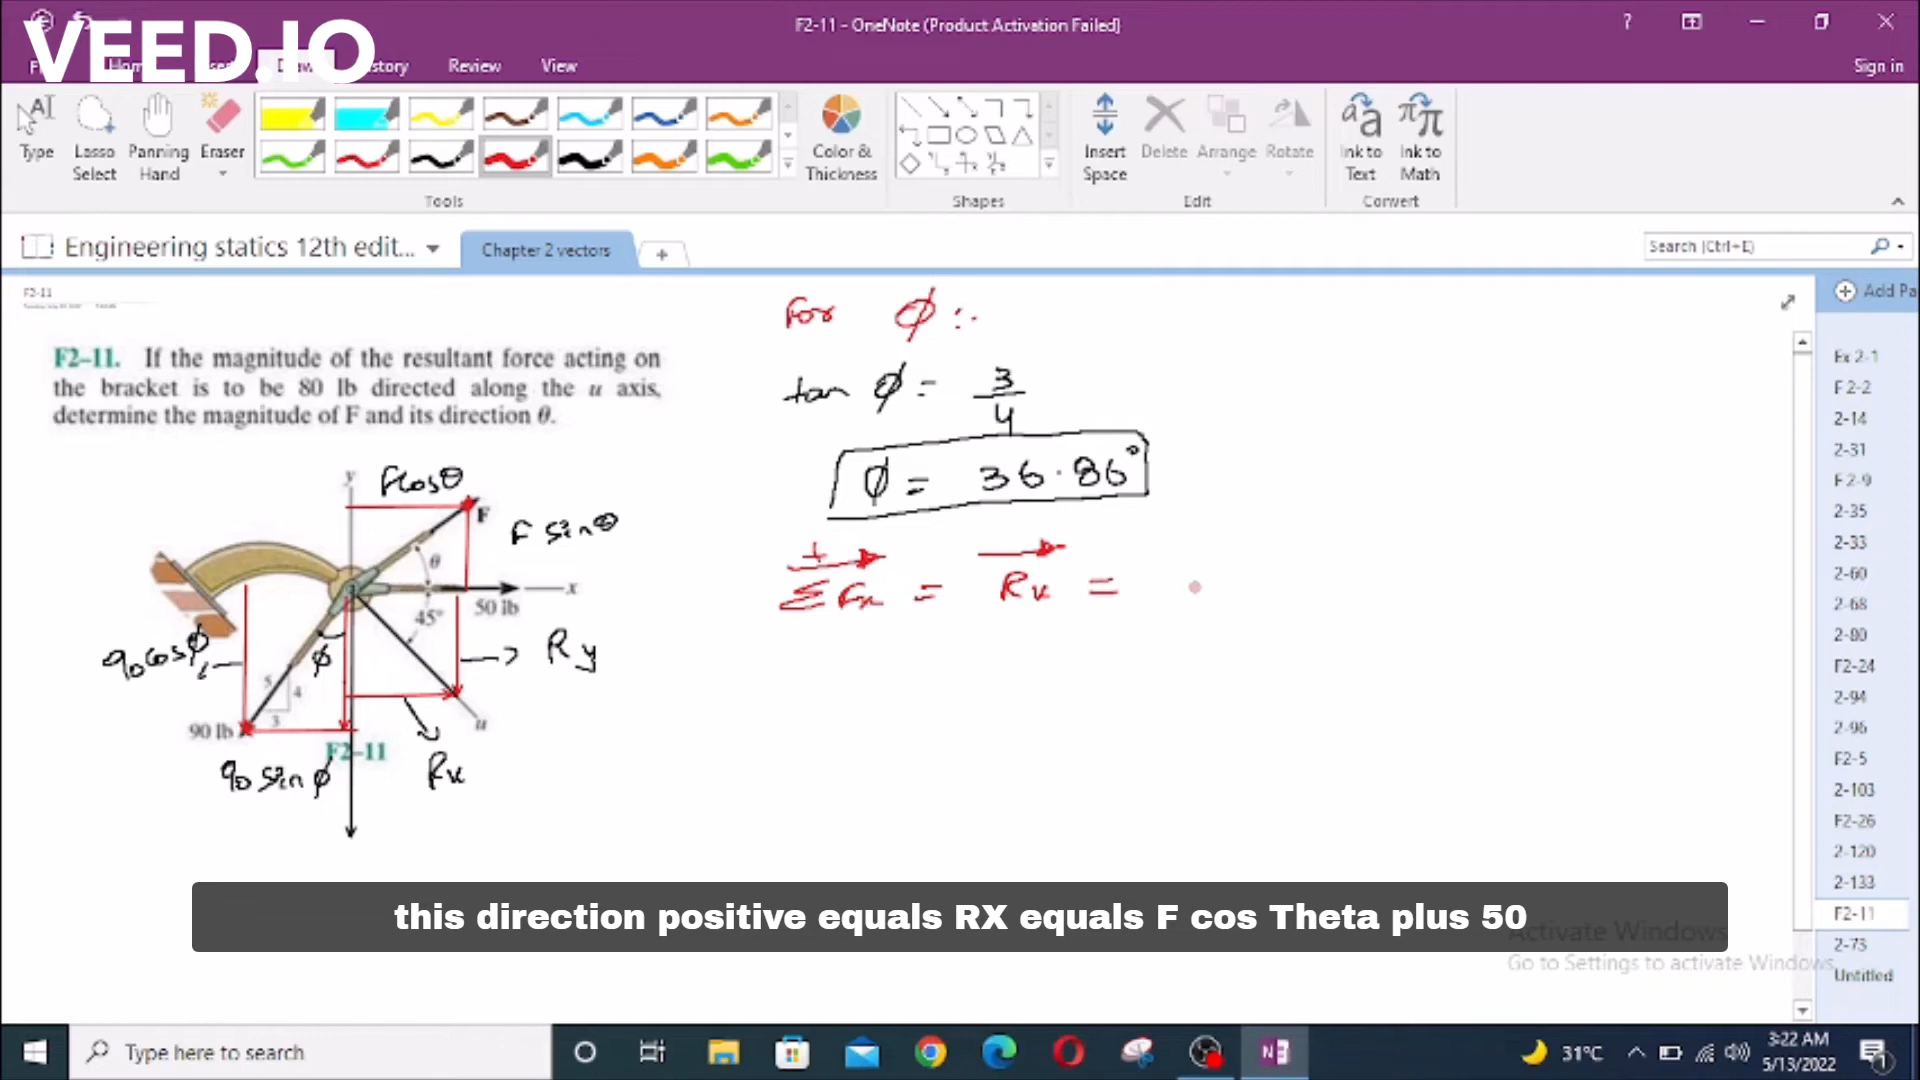 F2-11 - OneNote (Product Activation Failed)
VEED.IO
Review
View
Sign in
Type
Lasso Select
Panning Hand
Eraser
Color & Thickness
Insert Space
Delete
Arrange
Rotate
Ink to Text
Ink to Math
Tools
Shapes
Edit
Convert
Engineering statics 12th edit...
Chapter 2 vectors
Search (Ctrl+E)
F2-11
Add Pa
F2–11. If the magnitude of the resultant force acting on
the bracket is to be 80 lb directed along the u axis,
determine the magnitude of F and its direction θ.
For ϕ :.
tan ϕ = 3/4
ϕ = 36.86°
+
ΣFx = Rx =
y
Fcosθ
F
F sinθ
θ
x
50 lb
45°
90cosϕ
ϕ
Ry
5
4
3
u
90 lb
F2–11
90 sin ϕ
Rx
Ex 2-1
F 2-2
2-14
2-31
F 2-9
2-35
2-33
2-60
2-68
2-80
F2-24
2-94
2-96
F2-5
2-103
F2-26
2-120
2-133
F2-11
2-73
Untitled
this direction positive equals RX equals F cos Theta plus 50
Activate Windows
Go to Settings to activate Windows.
Type here to search
31°C
3:22 AM
5/13/2022
1